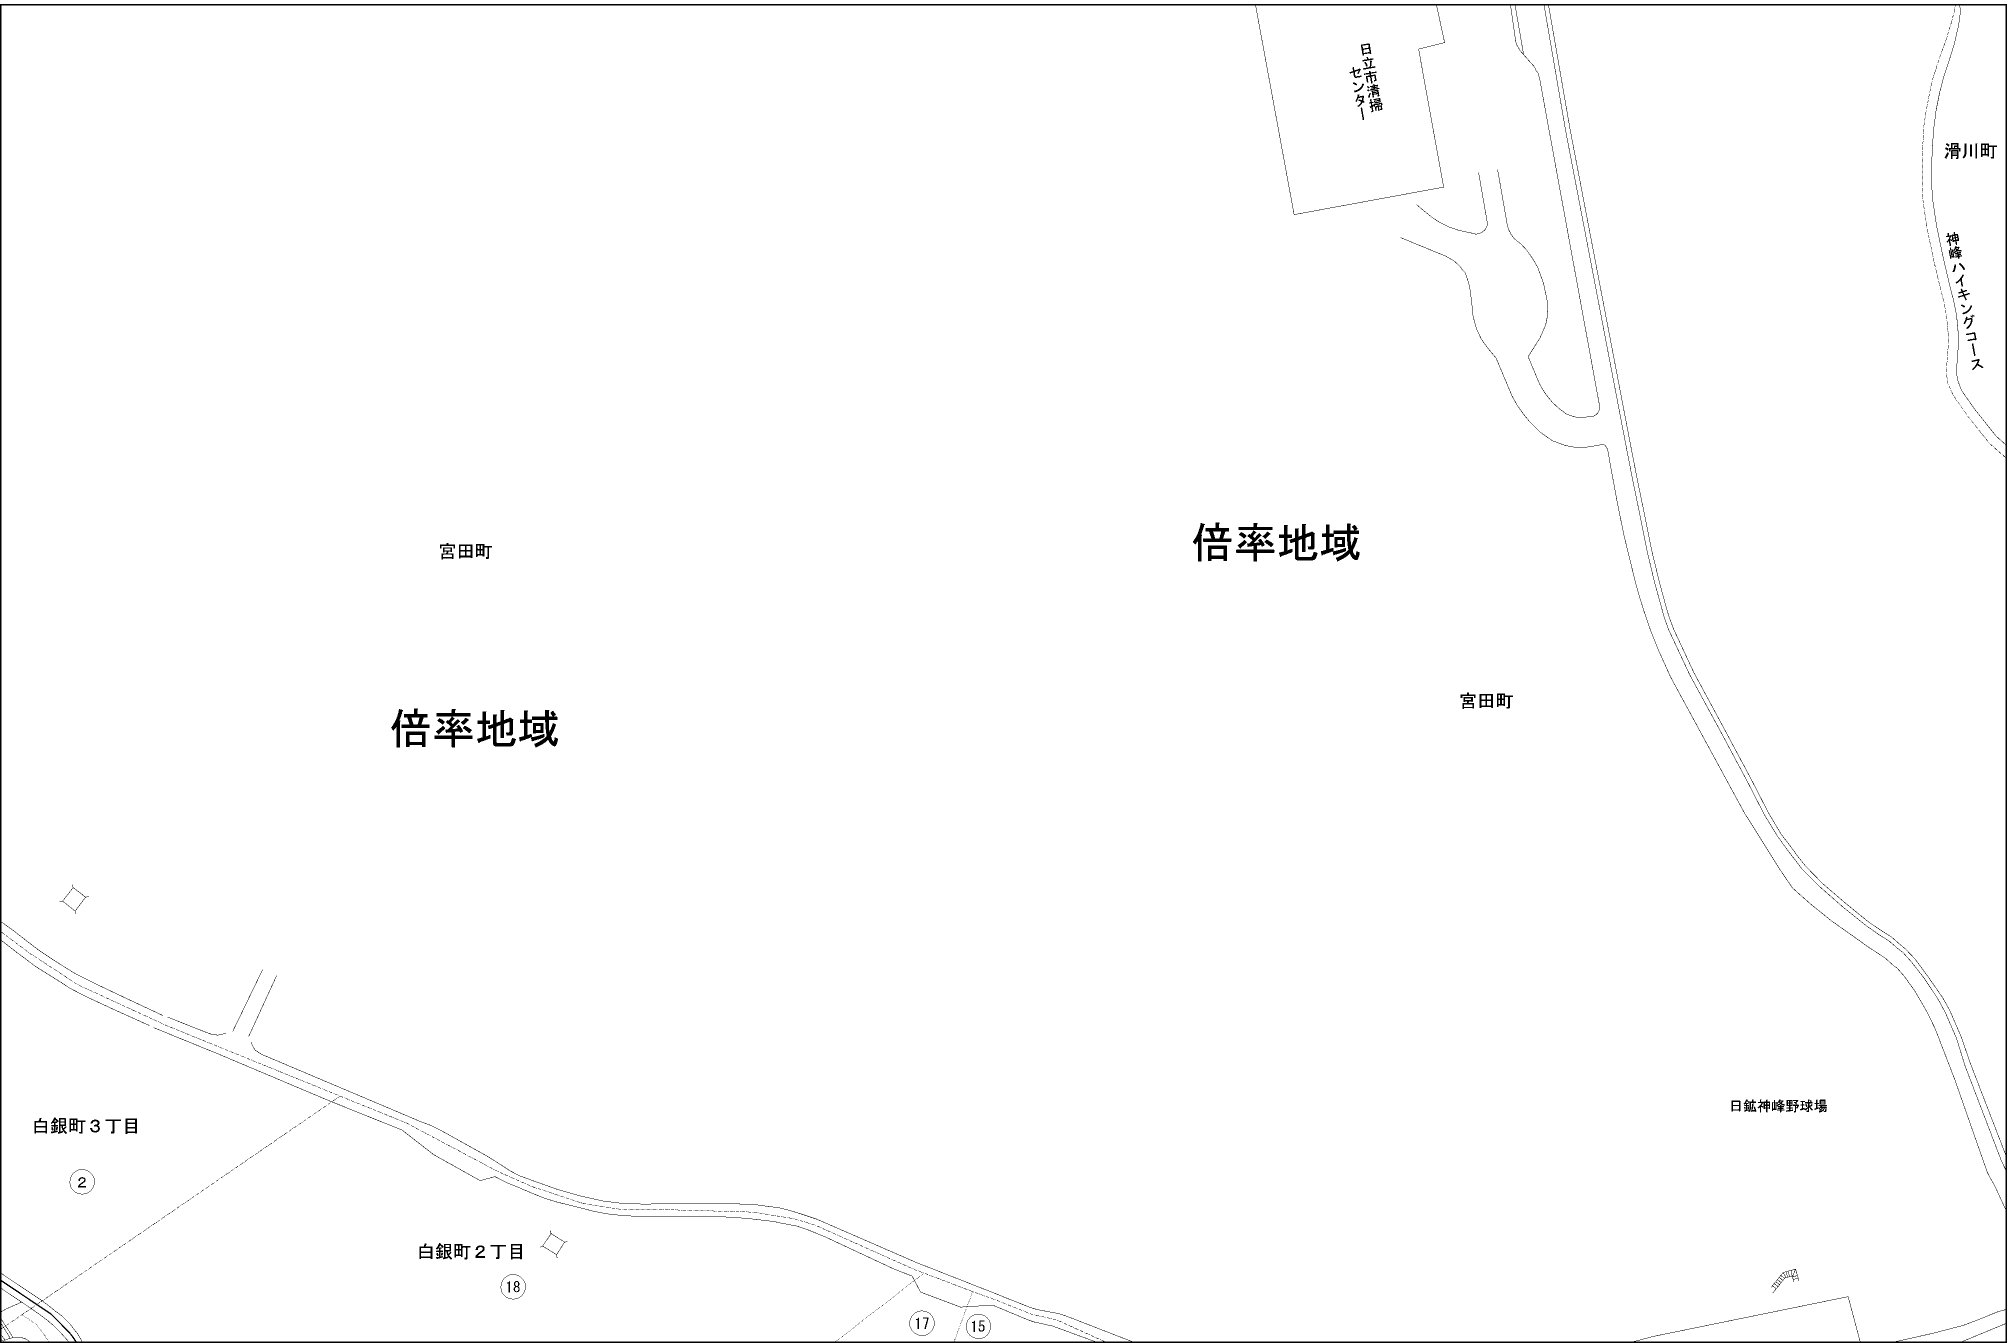 日立市清掃
センター
滑川町
神峰ハイキングコース
倍率地域
宮田町
宮田町
倍率地域
日鉱神峰野球場
白銀町３丁目
2
白銀町２丁目
18
17
15